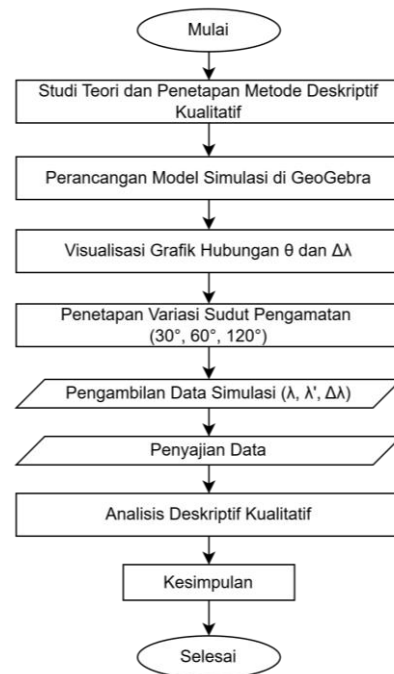 Mulai
Studi Teori dan Penetapan Metode Deskriptif
Kualitatif
Perancangan Model Simulasi di GeoGebra
Visualisasi Grafik Hubungan θ dan Δλ
Penetapan Variasi Sudut Pengamatan
(30°, 60°, 120°)
Pengambilan Data Simulasi (λ, λ', Δλ)
Penyajian Data
Analisis Deskriptif Kualitatif
Kesimpulan
Selesai